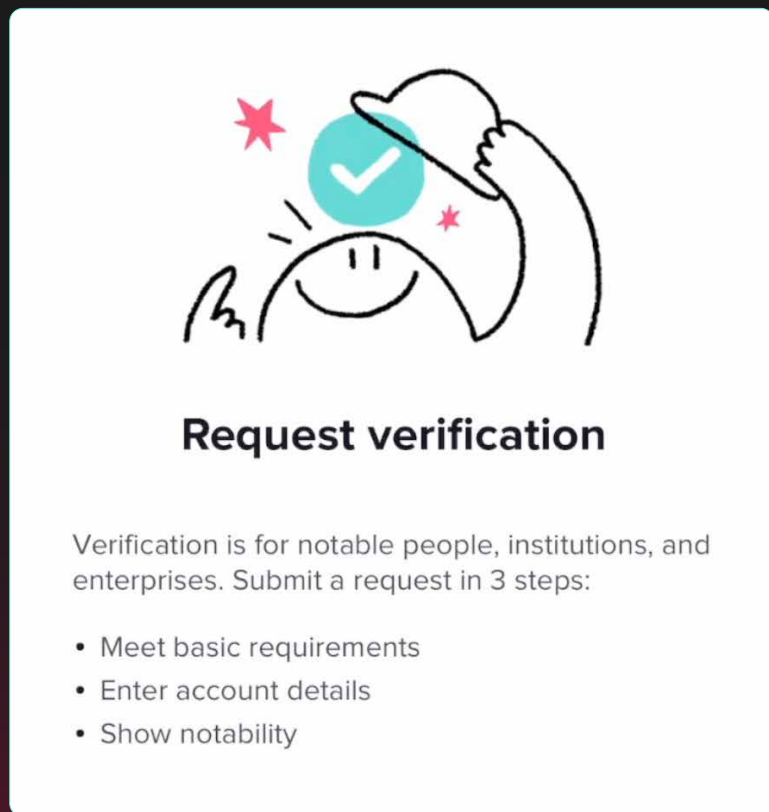 Request verification
Verification is for notable people, institutions, and
enterprises. Submit a request in 3 steps:
• Meet basic requirements
• Enter account details
• Show notability